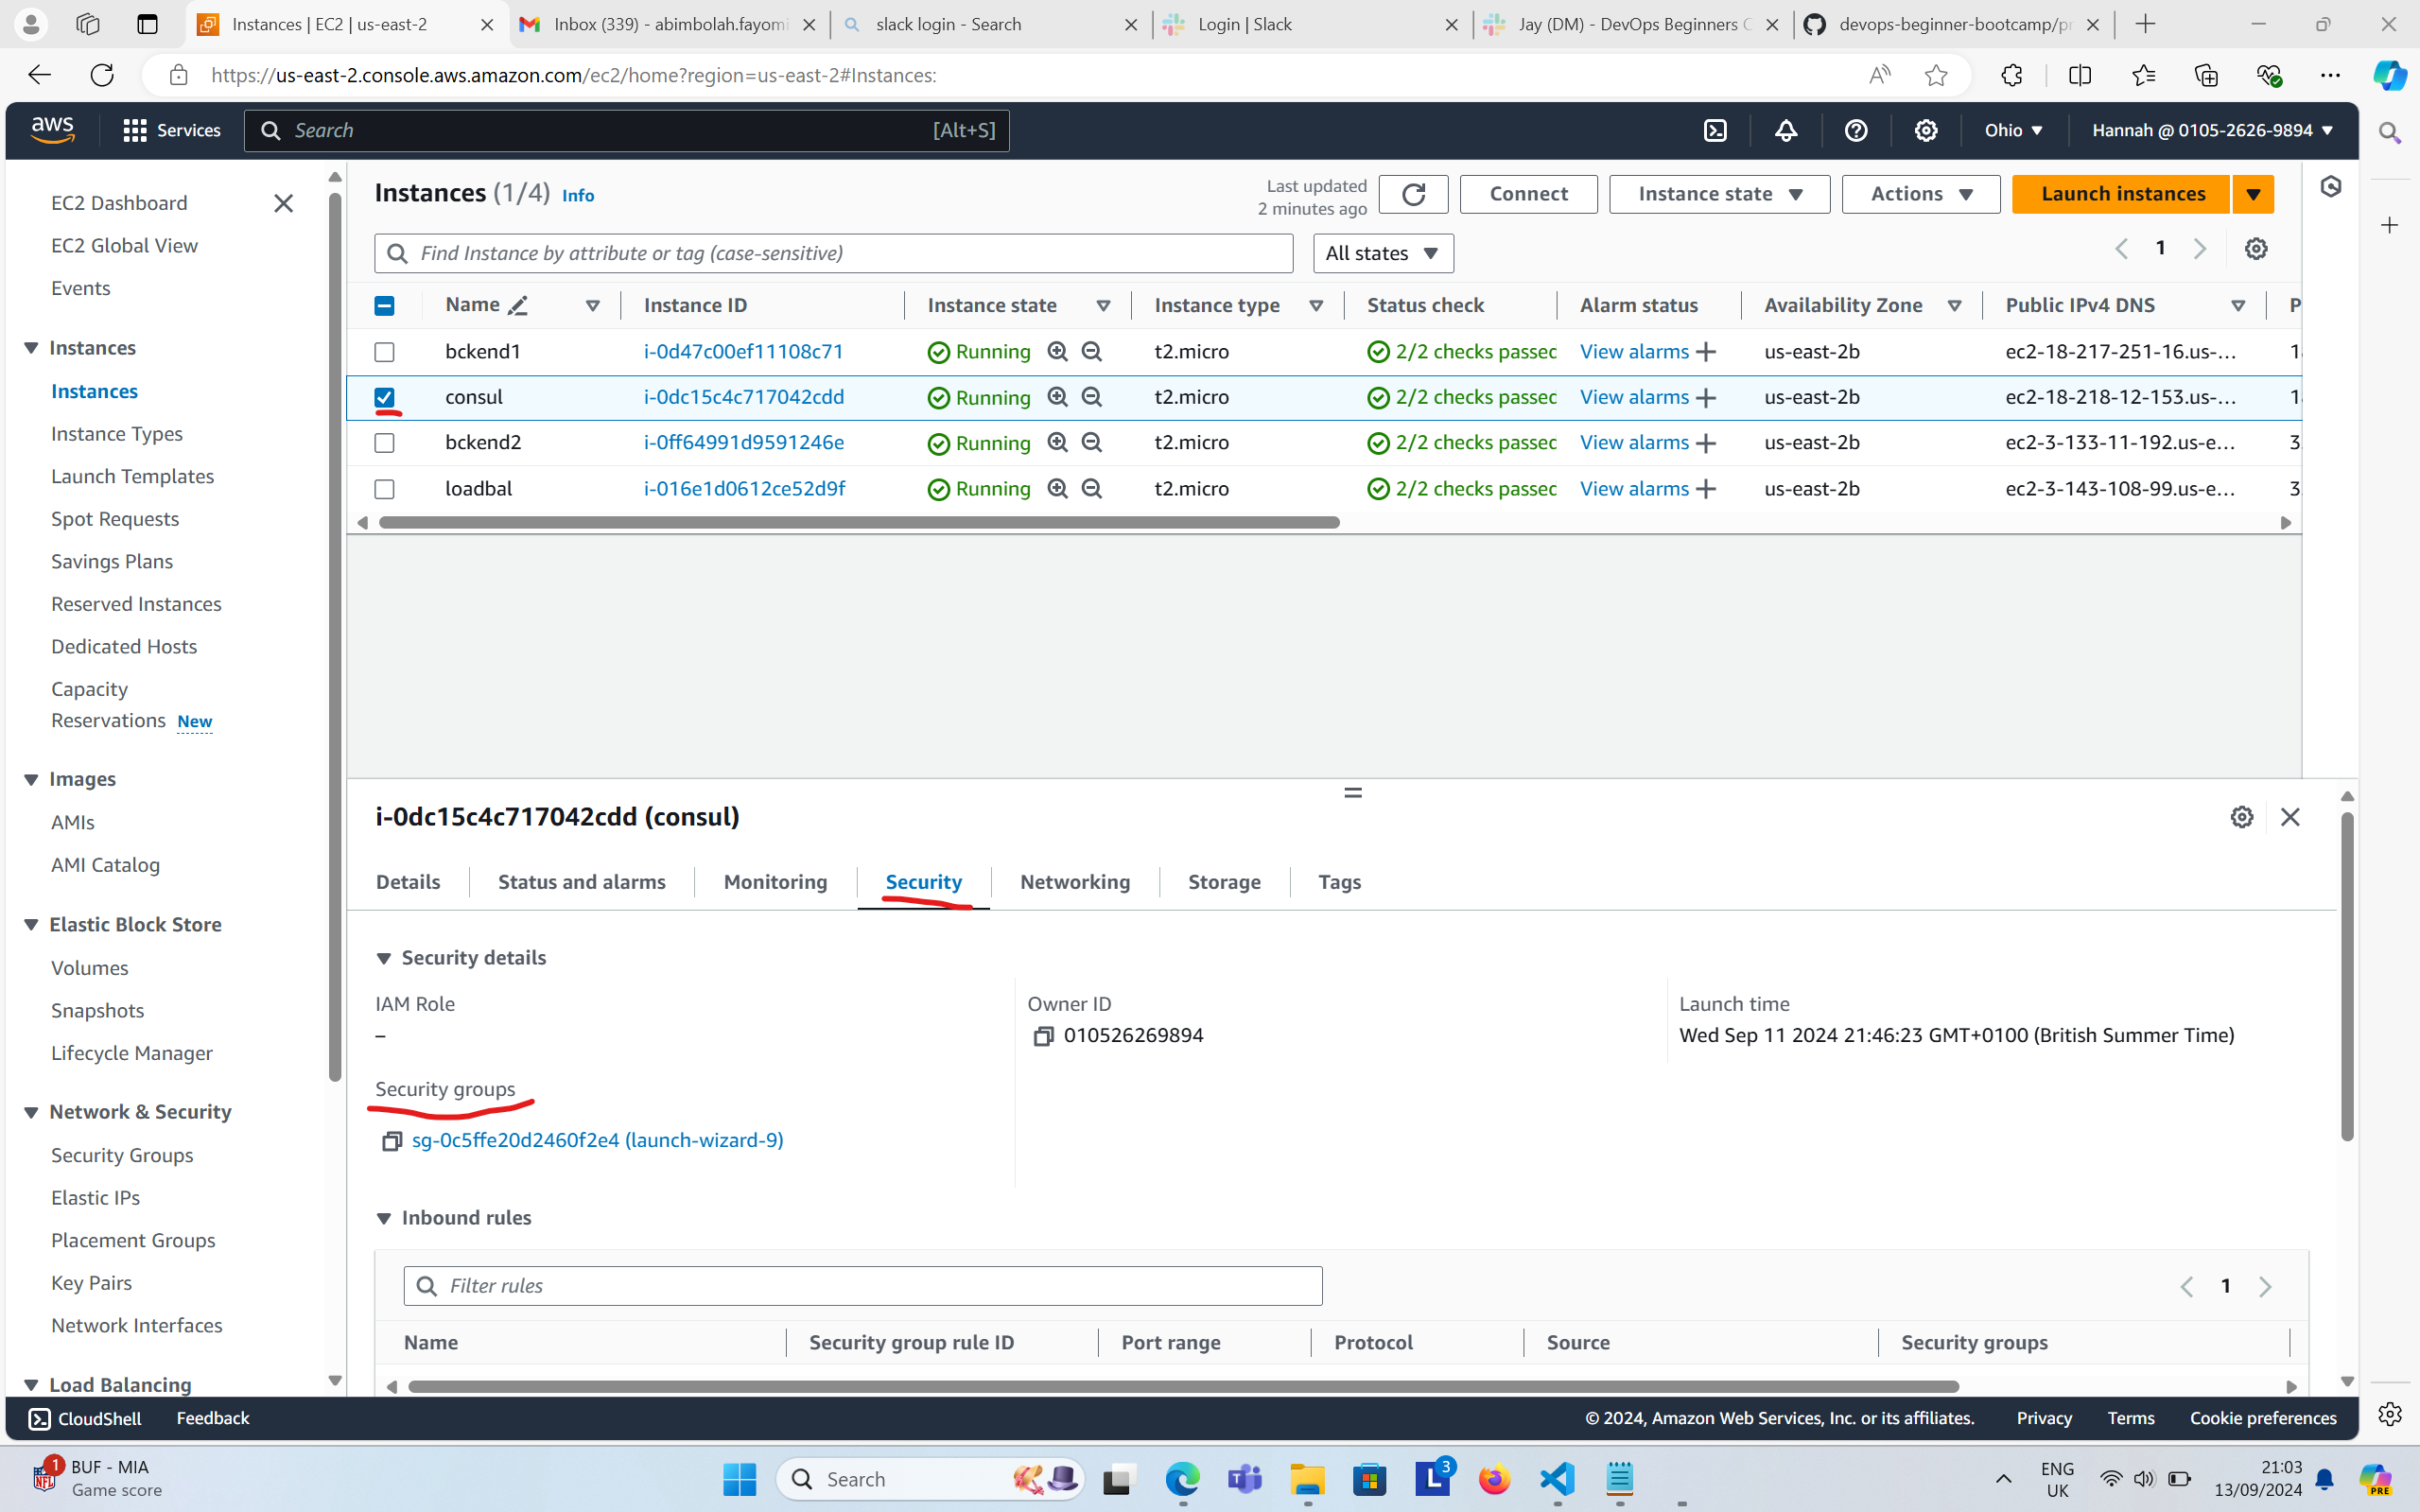 Instances | EC2 | us-east-2
Inbox (339) - abimbolah.fayomi
slack login - Search
Login | Slack
Jay (DM) - DevOps Beginners C
devops-beginner-bootcamp/pr
https://us-east-2.console.aws.amazon.com/ec2/home?region=us-east-2#Instances:
aws
Services
Search
[Alt+S]
Ohio
Hannah @ 0105-2626-9894
EC2 Dashboard
EC2 Global View
Events
Instances
Instances
Instance Types
Launch Templates
Spot Requests
Savings Plans
Reserved Instances
Dedicated Hosts
Capacity
Reservations New
Images
AMIs
AMI Catalog
Elastic Block Store
Volumes
Snapshots
Lifecycle Manager
Network & Security
Security Groups
Elastic IPs
Placement Groups
Key Pairs
Network Interfaces
Load Balancing
Instances (1/4) Info
Last updated
2 minutes ago
Connect
Instance state
Actions
Launch instances
Find Instance by attribute or tag (case-sensitive)
All states
1
Name Instance ID Instance state Instance type Status check Alarm status Availability Zone Public IPv4 DNS P
bckend1 i-0d47c00ef11108c71 Running t2.micro 2/2 checks passec View alarms us-east-2b ec2-18-217-251-16.us-...
consul i-0dc15c4c717042cdd Running t2.micro 2/2 checks passec View alarms us-east-2b ec2-18-218-12-153.us-...
bckend2 i-0ff64991d9591246e Running t2.micro 2/2 checks passec View alarms us-east-2b ec2-3-133-11-192.us-e... 3
loadbal i-016e1d0612ce52d9f Running t2.micro 2/2 checks passec View alarms us-east-2b ec2-3-143-108-99.us-e... 3
i-0dc15c4c717042cdd (consul)
Details
Status and alarms
Monitoring
Security
Networking
Storage
Tags
Security details
IAM Role
–
Owner ID
010526269894
Launch time
Wed Sep 11 2024 21:46:23 GMT+0100 (British Summer Time)
Security groups
sg-0c5ffe20d2460f2e4 (launch-wizard-9)
Inbound rules
Filter rules
1
Name Security group rule ID Port range Protocol Source Security groups
CloudShell
Feedback
© 2024, Amazon Web Services, Inc. or its affiliates.
Privacy
Terms
Cookie preferences
1
BUF - MIA
Game score
Search
3
ENG
UK
21:03
13/09/2024
PRE